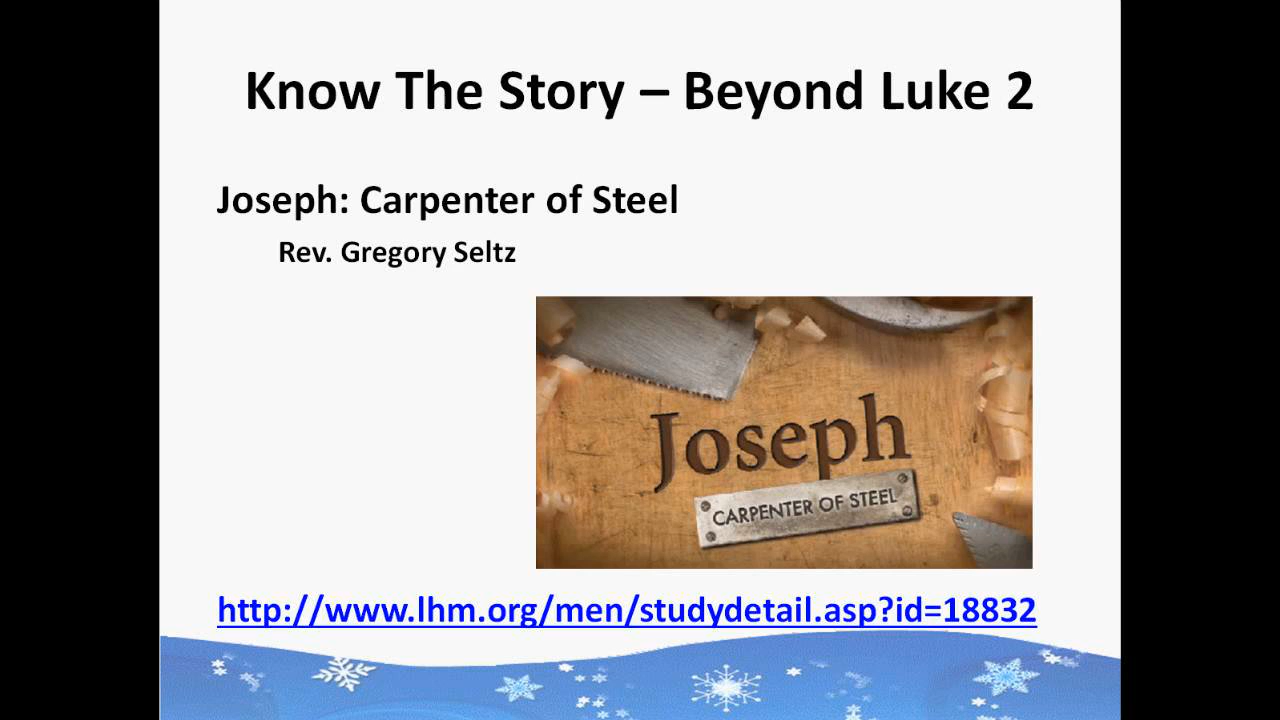 Know The Story – Beyond Luke 2
Joseph: Carpenter of Steel
Rev. Gregory Seltz
Joseph
CARPENTER OF STEEL
http://www.lhm.org/men/studydetail.asp?id=18832